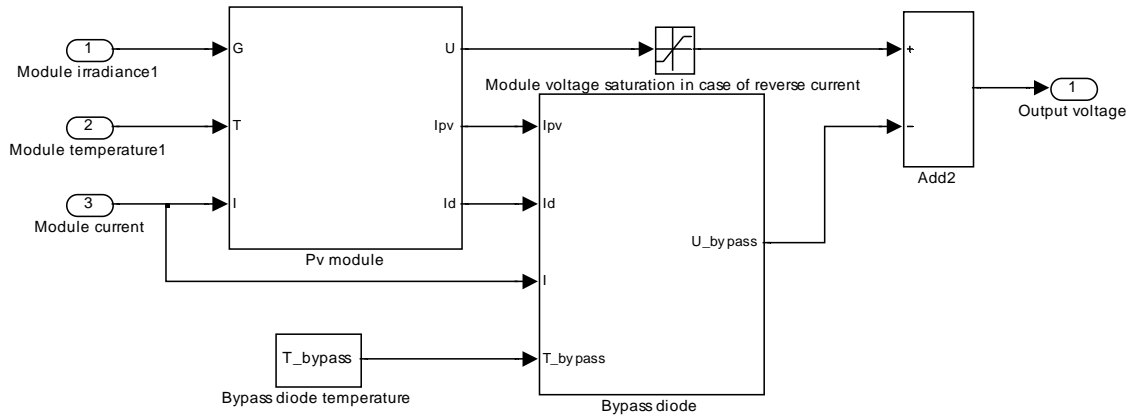 1
Module irradiance1
2
Module temperature1
3
Module current
G
T
I
U
Ipv
Id
Pv module
Module voltage saturation in case of reverse current
Ipv
Id
I
T_bypass
U_bypass
Bypass diode
T_bypass
Bypass diode temperature
+
−
Add2
1
Output voltage